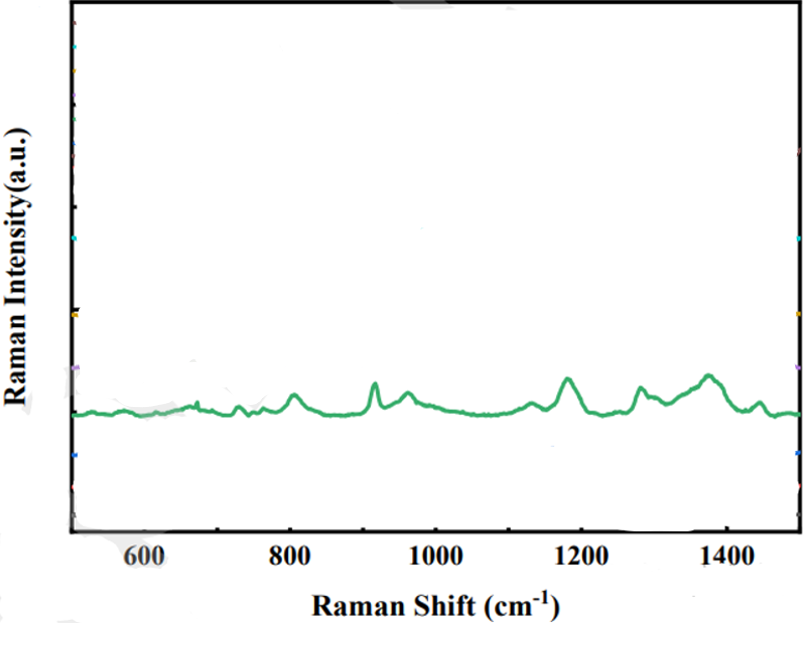 Raman Intensity(a.u.)
600 800 1000 1200 1400
Raman Shift (cm⁻¹)